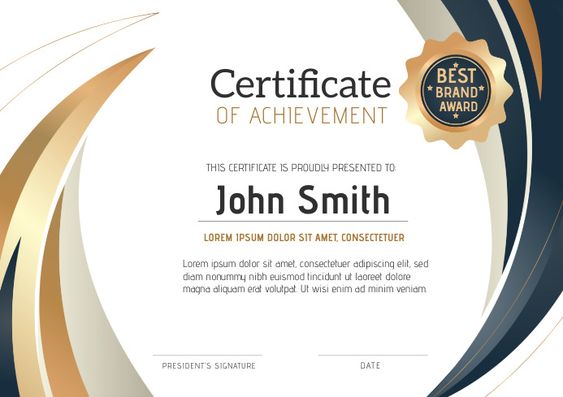 Certificate
OF ACHIEVEMENT
BEST
BRAND
AWARD
THIS CERTIFICATE IS PROUDLY PRESENTED TO:
John Smith
LOREM IPSUM DOLOR SIT AMET, CONSECTETUER
Lorem ipsum dolor sit amet, consectetuer adipiscing elit, sed
diam nonummy nibh euismod tincidunt ut laoreet dolore
magna aliquam erat volutpat. Ut wisi enim ad minim veniam.
PRESIDENT'S SIGNATURE
DATE